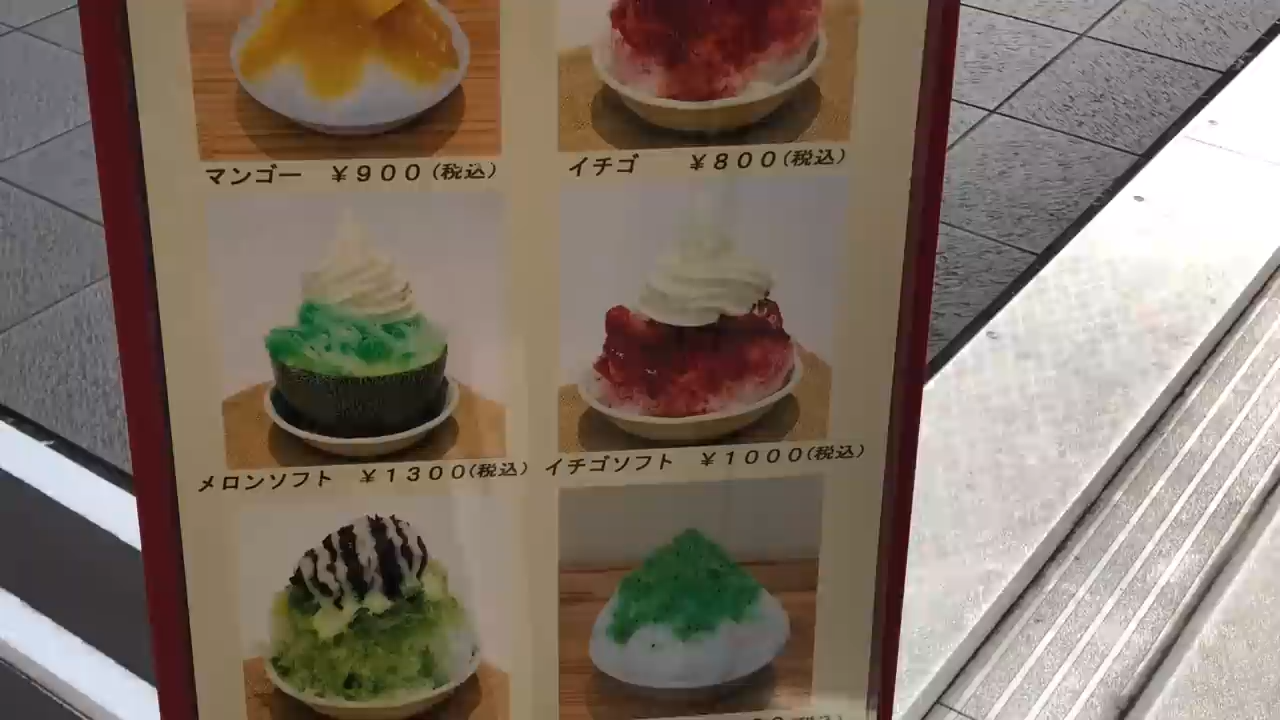 マンゴー ¥900(税込)
イチゴ ¥800(税込)
メロンソフト ¥1300(税込)
イチゴソフト ¥1000(税込)